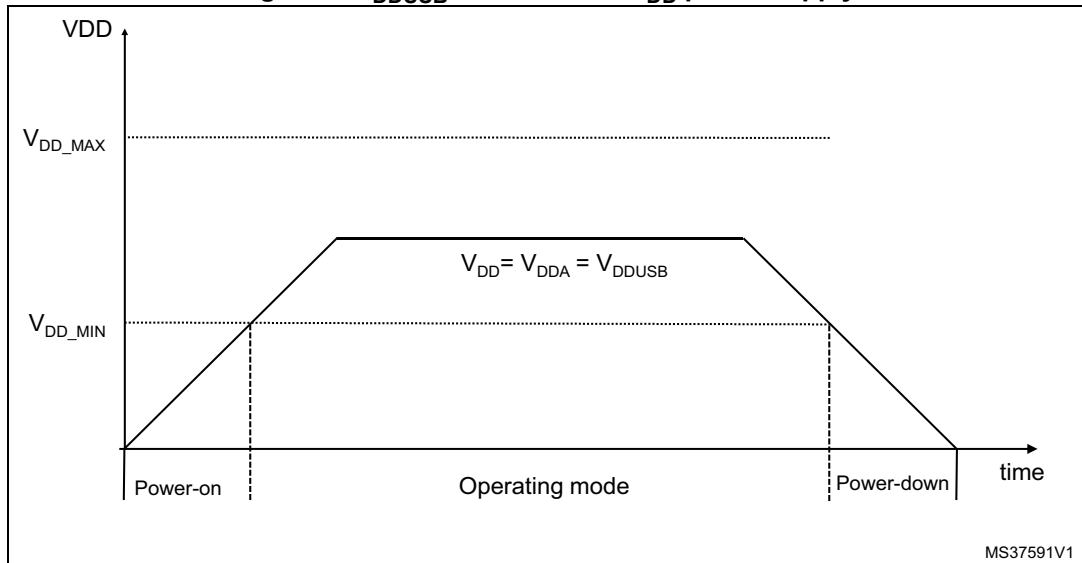 VDD
V_DD_MAX
V_DD= V_DDA = V_DDUSB
V_DD_MIN
time
Power-on
Operating mode
Power-down
MS37591V1